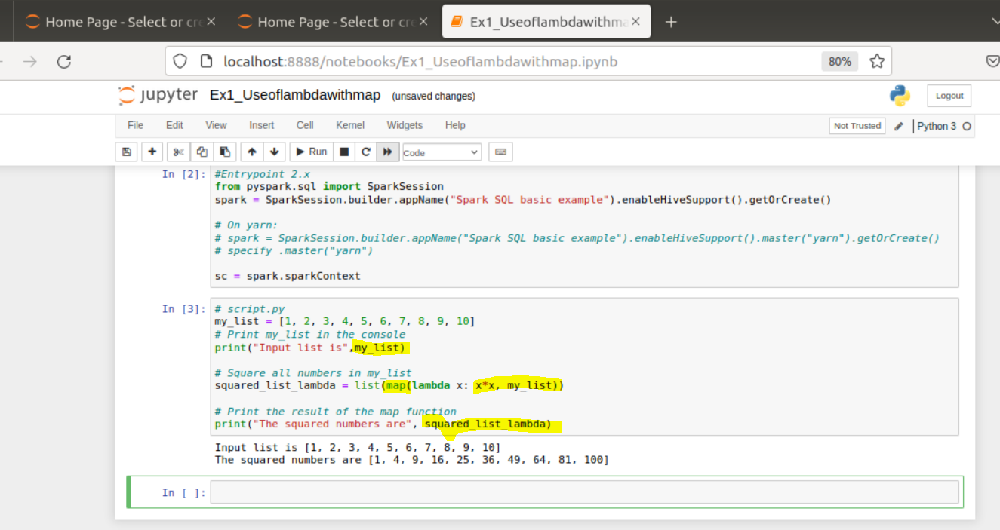 Home Page - Select or cre × Home Page - Select or cre × Ex1_Useoflambdawithma × +
localhost:8888/notebooks/Ex1_Useoflambdawithmap.ipynb 80%
jupyter Ex1_Useoflambdawithmap (unsaved changes) Logout
File Edit View Insert Cell Kernel Widgets Help Not Trusted Python 3
Run Code
In [2]: #Entrypoint 2.x
from pyspark.sql import SparkSession
spark = SparkSession.builder.appName("Spark SQL basic example").enableHiveSupport().getOrCreate()
# On yarn:
# spark = SparkSession.builder.appName("Spark SQL basic example").enableHiveSupport().master("yarn").getOrCreate()
# specify .master("yarn")
sc = spark.sparkContext
In [3]: # script.py
my_list = [1, 2, 3, 4, 5, 6, 7, 8, 9, 10]
# Print my_list in the console
print("Input list is",my_list)
# Square all numbers in my_list
squared_list_lambda = list(map(lambda x: x*x, my_list))
# Print the result of the map function
print("The squared numbers are", squared_list_lambda)
Input list is [1, 2, 3, 4, 5, 6, 7, 8, 9, 10]
The squared numbers are [1, 4, 9, 16, 25, 36, 49, 64, 81, 100]
In [ ]: